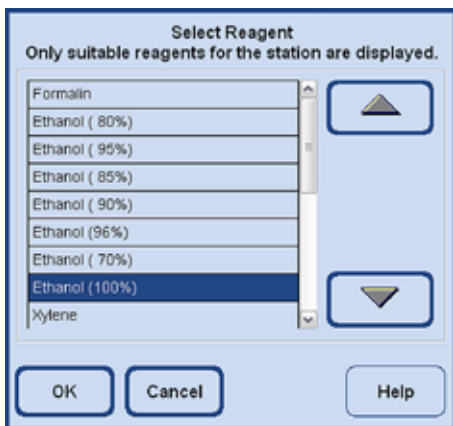 Select Reagent
Only suitable reagents for the station are displayed.
Formalin
Ethanol ( 80%)
Ethanol ( 95%)
Ethanol ( 85%)
Ethanol ( 90%)
Ethanol (96%)
Ethanol ( 70%)
Ethanol (100%)
Xylene
OK Cancel Help